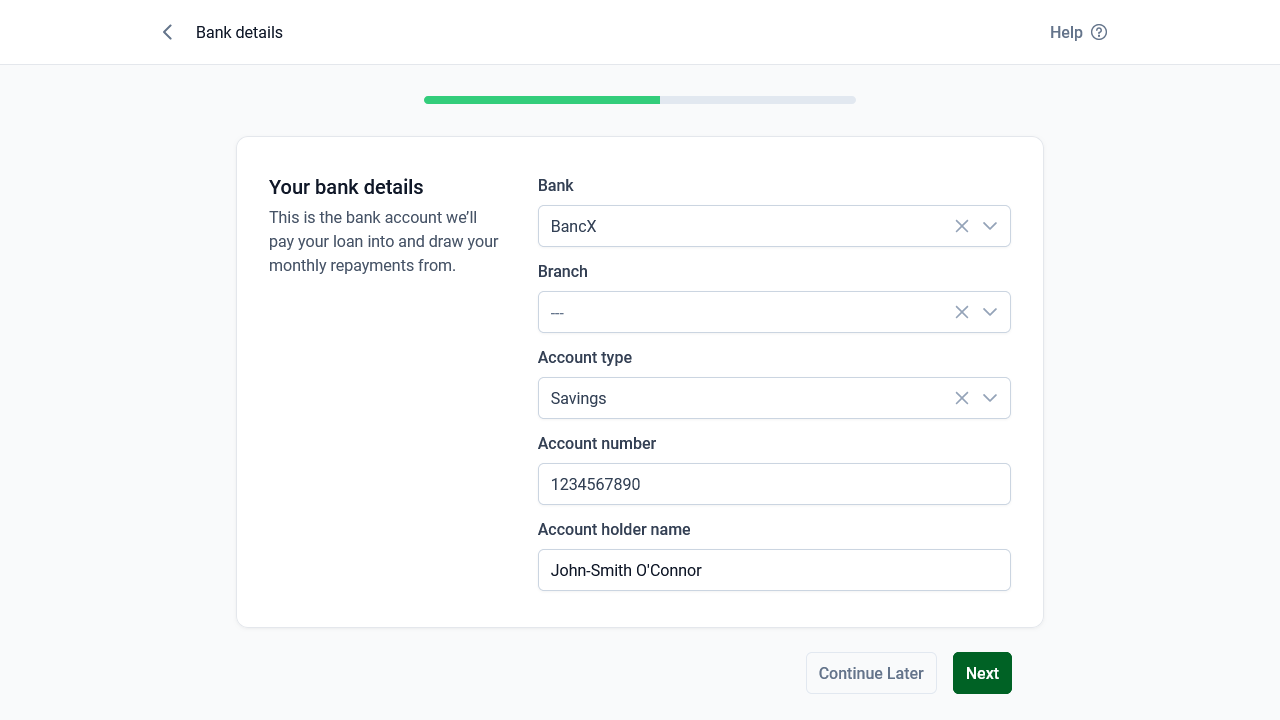 Bank details
Help
Your bank details
This is the bank account we’ll
pay your loan into and draw your
monthly repayments from.
Bank
BancX
Branch
---
Account type
Savings
Account number
1234567890
Account holder name
John-Smith O'Connor
Continue Later
Next